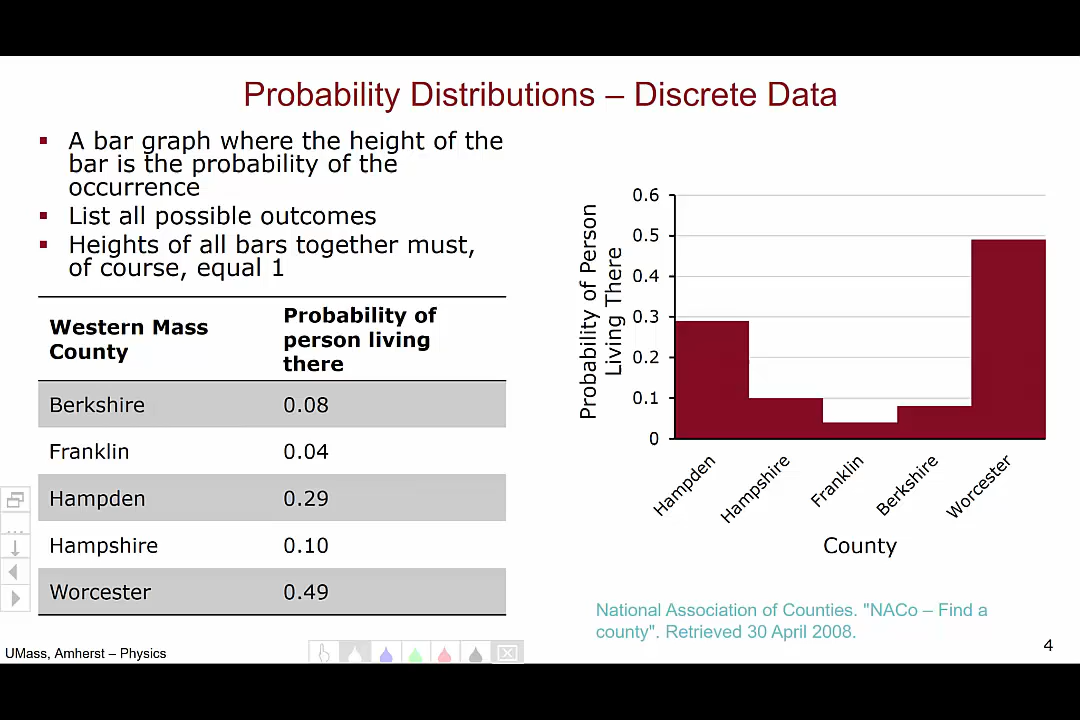 Probability Distributions – Discrete Data
▪ A bar graph where the height of the
bar is the probability of the
occurrence
▪ List all possible outcomes
▪ Heights of all bars together must,
of course, equal 1
Western Mass
County
Probability of
person living
there
Berkshire 0.08
Franklin 0.04
Hampden 0.29
Hampshire 0.10
Worcester 0.49
Probability of Person
Living There
0.6
0.5
0.4
0.3
0.2
0.1
0
Hampden
Hampshire
Franklin
Berkshire
Worcester
County
National Association of Counties. "NACo – Find a
county". Retrieved 30 April 2008.
UMass, Amherst – Physics
4